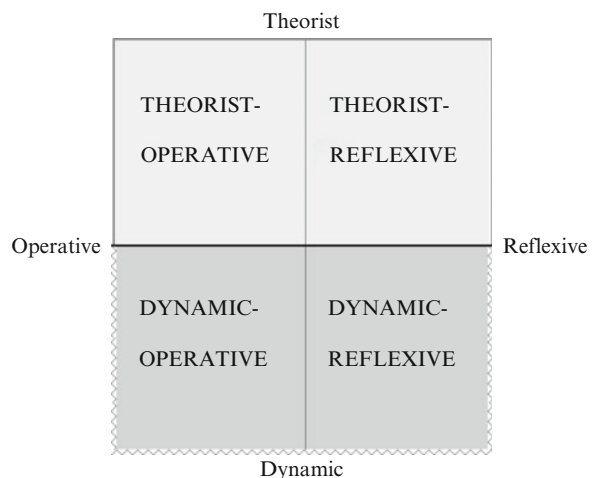 Theorist
THEORIST-
OPERATIVE
THEORIST-
REFLEXIVE
Operative
Reflexive
DYNAMIC-
OPERATIVE
DYNAMIC-
REFLEXIVE
Dynamic